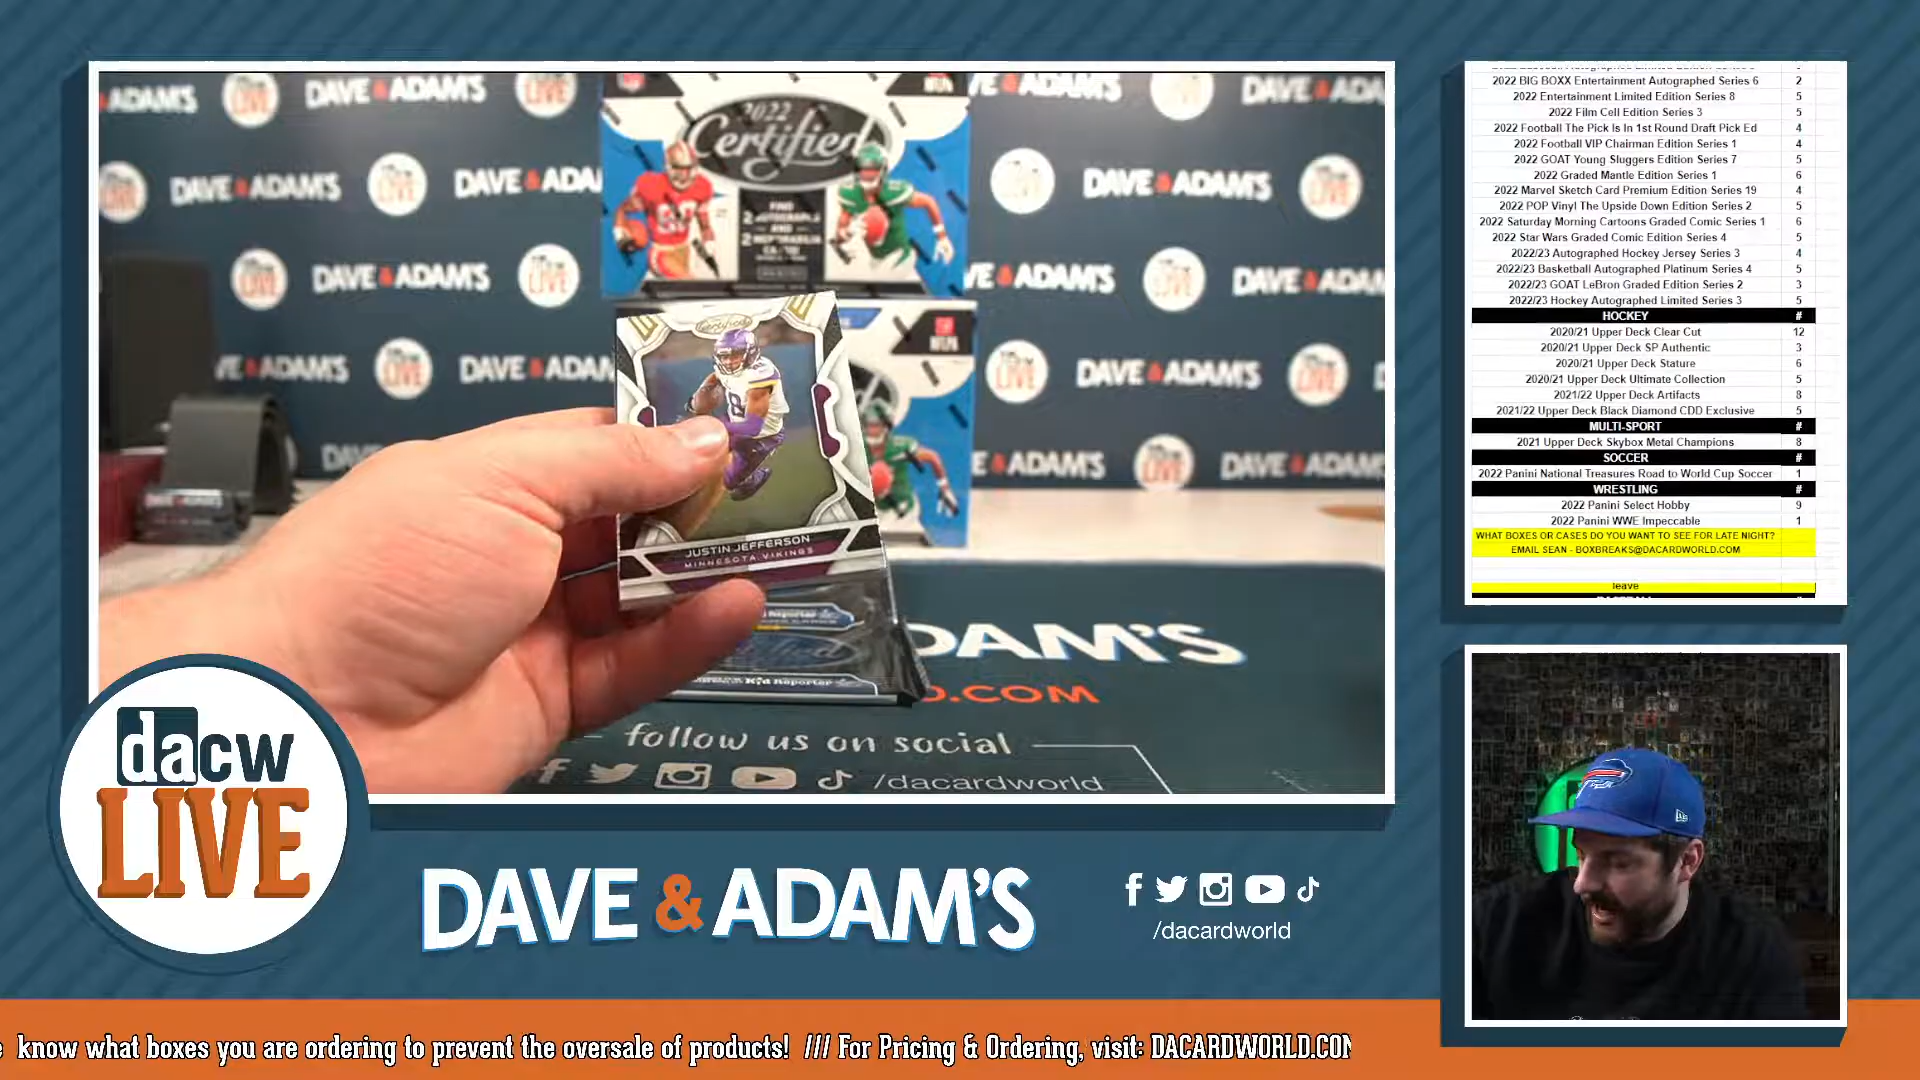 DAVE & ADAM'S
2022
Certified
FIND
2 AUTOGRAPHS
AND
Certified
JUSTIN JEFFERSON
MINNESOTA VIKINGS
Kid Reporter
DAM'S
D.COM
follow us on social
/dacardworld
2022 BIG BOXX Entertainment Autographed Series 6 2
2022 Entertainment Limited Edition Series 8 5
2022 Film Cell Edition Series 3 5
2022 Football The Pick Is In 1st Round Draft Pick Ed 4
2022 Football VIP Chairman Edition Series 1 4
2022 GOAT Young Sluggers Edition Series 7 5
2022 Graded Mantle Edition Series 1 6
2022 Marvel Sketch Card Premium Edition Series 19 4
2022 POP Vinyl The Upside Down Edition Series 2 5
2022 Saturday Morning Cartoons Graded Comic Series 1 6
2022 Star Wars Graded Comic Edition Series 4 5
2022/23 Autographed Hockey Jersey Series 3 4
2022/23 Basketball Autographed Platinum Series 4 5
2022/23 GOAT LeBron Graded Edition Series 2 3
2022/23 Hockey Autographed Limited Series 3 5
HOCKEY #
2020/21 Upper Deck Clear Cut 12
2020/21 Upper Deck SP Authentic 3
2020/21 Upper Deck Stature 6
2020/21 Upper Deck Ultimate Collection 5
2021/22 Upper Deck Artifacts 8
2021/22 Upper Deck Black Diamond CDD Exclusive 5
MULTI-SPORT #
2021 Upper Deck Skybox Metal Champions 8
SOCCER #
2022 Panini National Treasures Road to World Cup Soccer 1
WRESTLING #
2022 Panini Select Hobby 9
2022 Panini WWE Impeccable 1
WHAT BOXES OR CASES DO YOU WANT TO SEE FOR LATE NIGHT?
EMAIL SEAN - BOXBREAKS@DACARDWORLD.COM
leave
dacw
LIVE
DAVE & ADAM'S
/dacardworld
know what boxes you are ordering to prevent the oversale of products! /// For Pricing & Ordering, visit: DACARDWORLD.COM